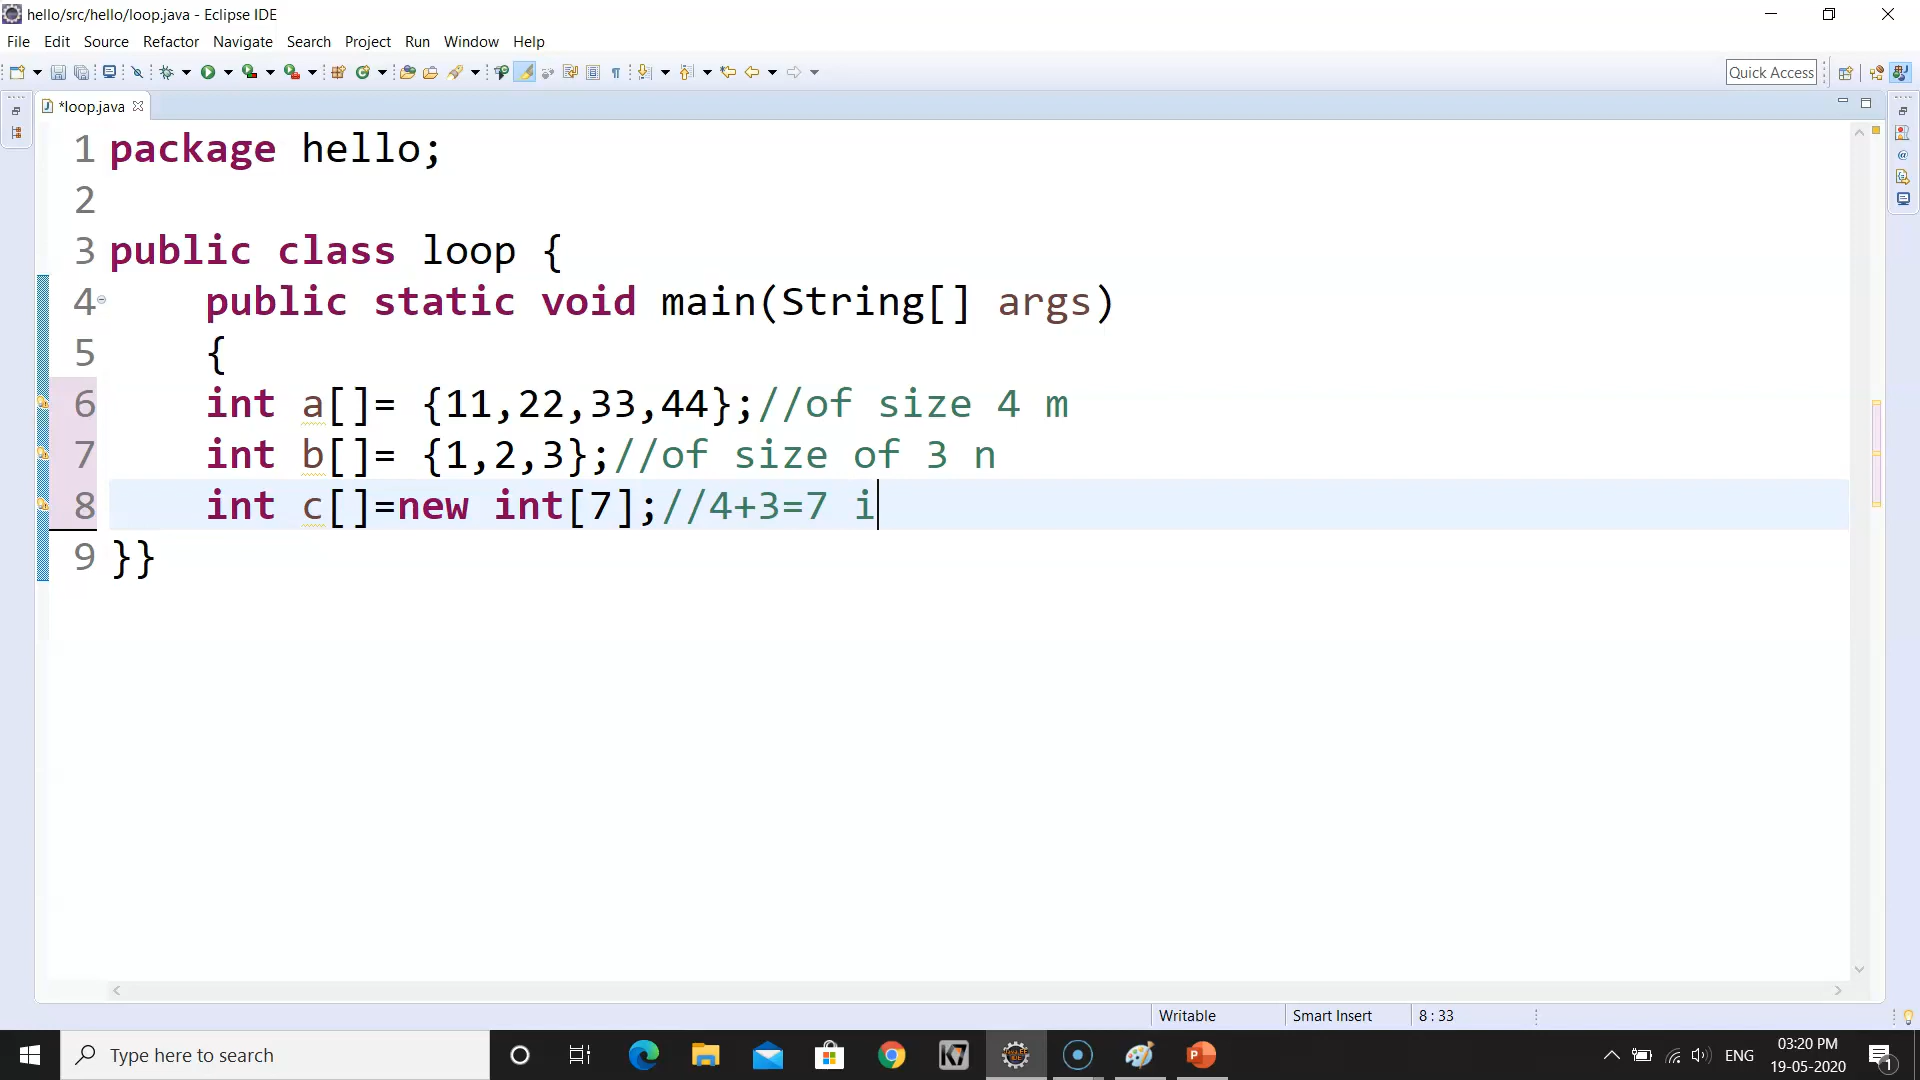 hello/src/hello/loop.java - Eclipse IDE
File Edit Source Refactor Navigate Search Project Run Window Help
Quick Access
*loop.java
1 package hello;
2
3 public class loop {
4 public static void main(String[] args)
5 {
6 int a[]= {11,22,33,44};//of size 4 m
7 int b[]= {1,2,3};//of size of 3 n
8 int c[]=new int[7];//4+3=7 i
9 }}
Writable Smart Insert 8 : 33
Type here to search
K7
ENG
03:20 PM
19-05-2020
1